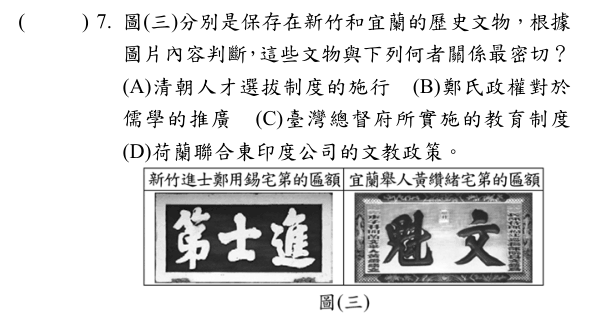 (　　) 7. 圖(三)分別是保存在新竹和宜蘭的歷史文物，根據
圖片內容判斷，這些文物與下列何者關係最密切？
(A)清朝人才選拔制度的施行　(B)鄭氏政權對於
儒學的推廣　(C)臺灣總督府所實施的教育制度
(D)荷蘭聯合東印度公司的文教政策。
新竹進士鄭用錫宅第的匾額　宜蘭舉人黃纘緒宅第的匾額
第士進　魁文
圖(三)